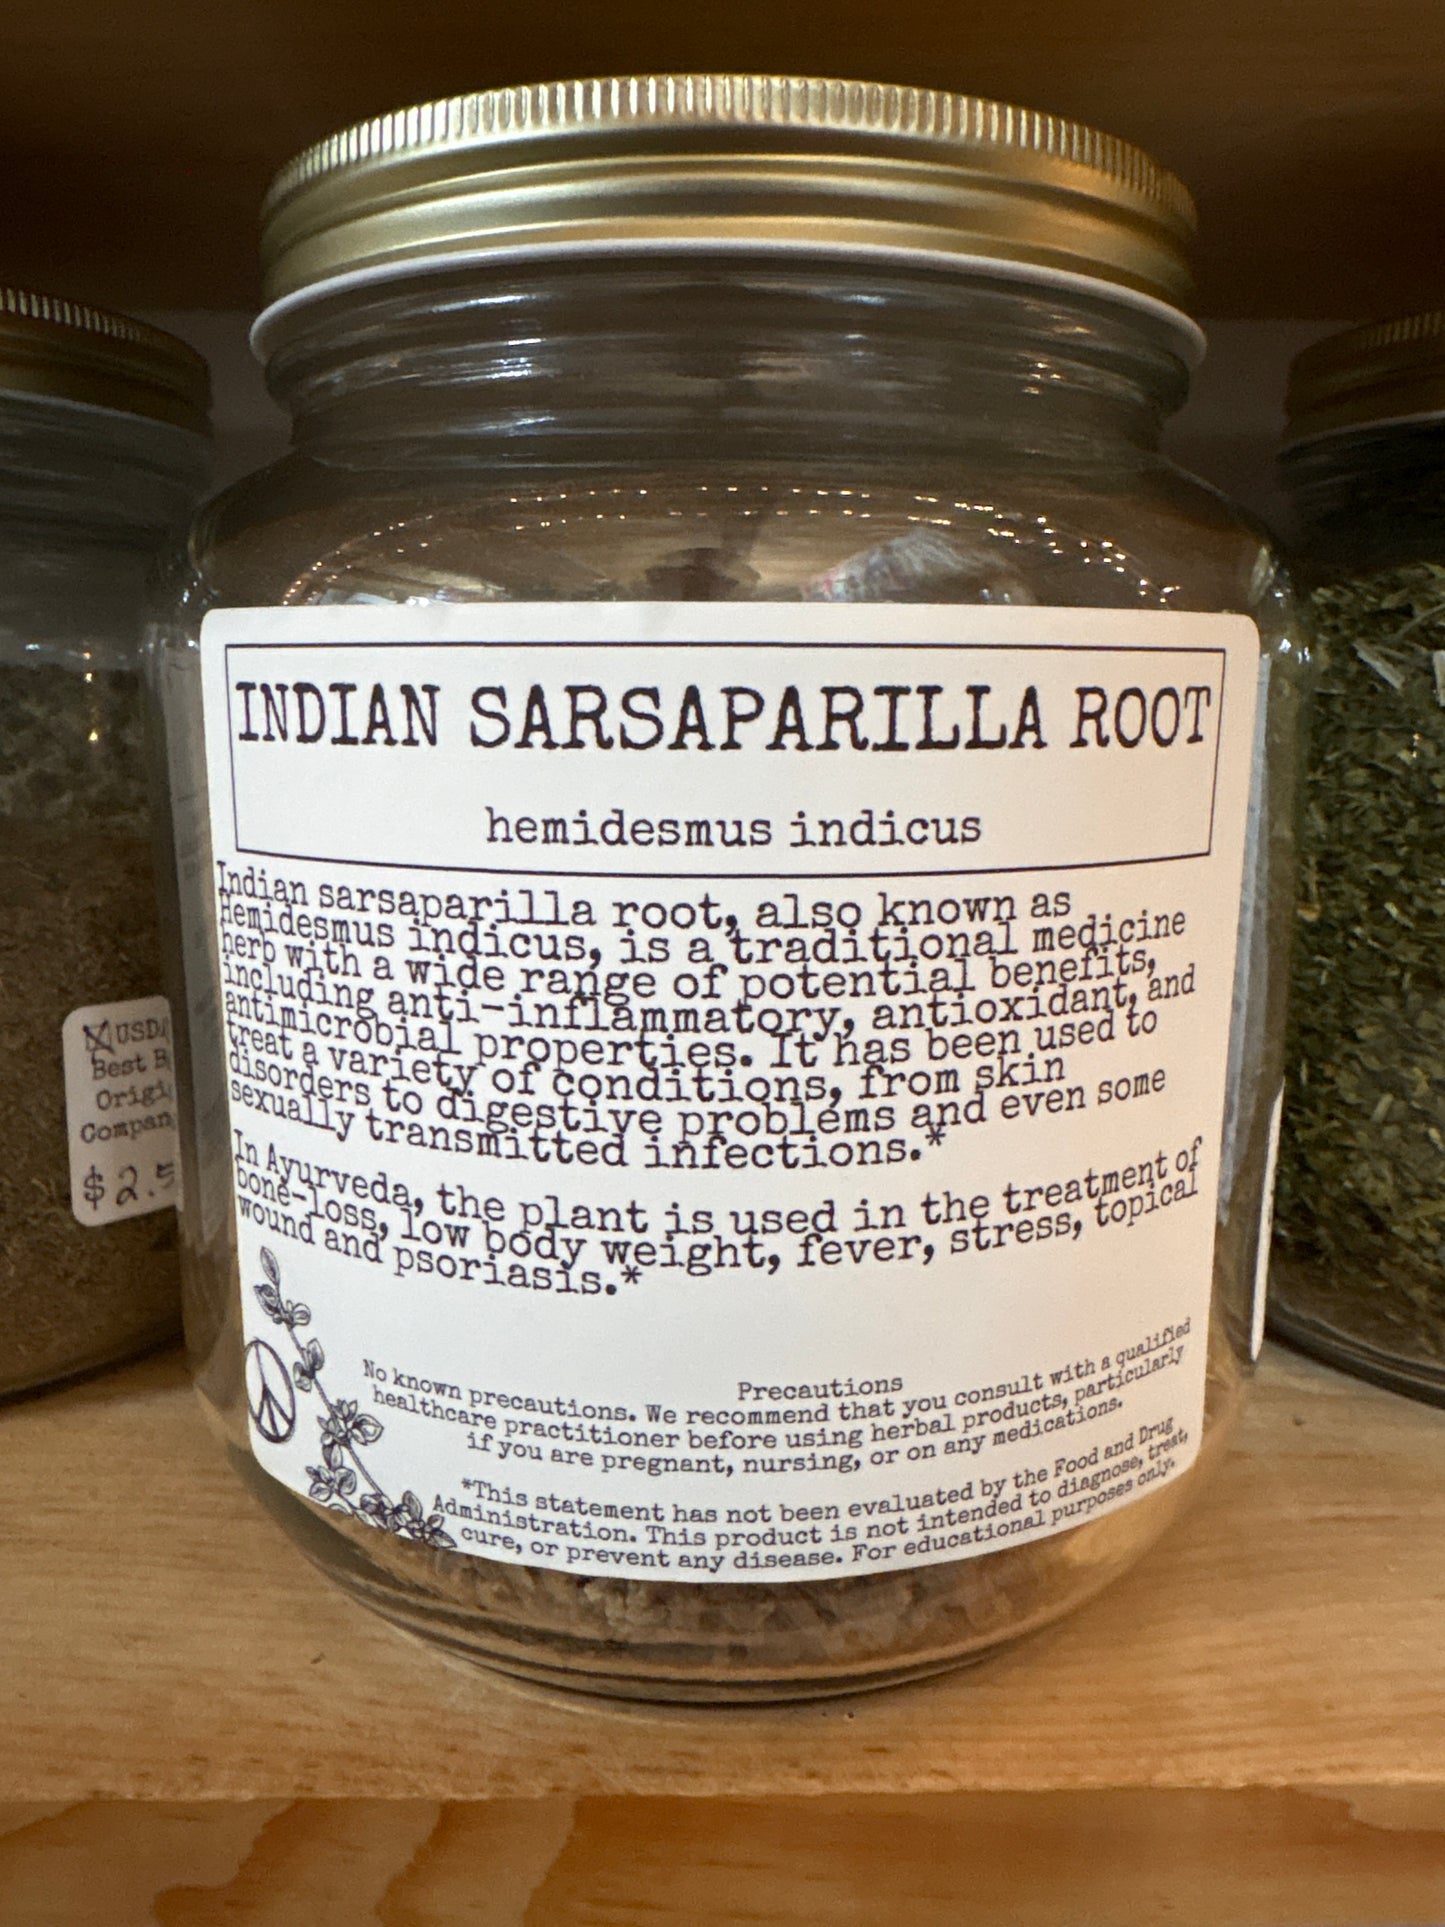 INDIAN SARSAPARILLA ROOT
hemidesmus indicus
Indian sarsaparilla root, also known as
Hemidesmus indicus, is a traditional medicine
herb with a wide range of potential benefits,
including anti-inflammatory, antioxidant, and
antimicrobial properties. It has been used to
treat a variety of conditions, from skin
disorders to digestive problems and even some
sexually transmitted infections.*
In Ayurveda, the plant is used in the treatment of
bone-loss, low body weight, fever, stress, topical
wound and psoriasis.*
Precautions
No known precautions. We recommend that you consult with a qualified
healthcare practitioner before using herbal products, particularly
if you are pregnant, nursing, or on any medications.
*This statement has not been evaluated by the Food and Drug
Administration. This product is not intended to diagnose, treat,
cure, or prevent any disease. For educational purposes only.
USDA
Best B
Origi
Compan
$2.5